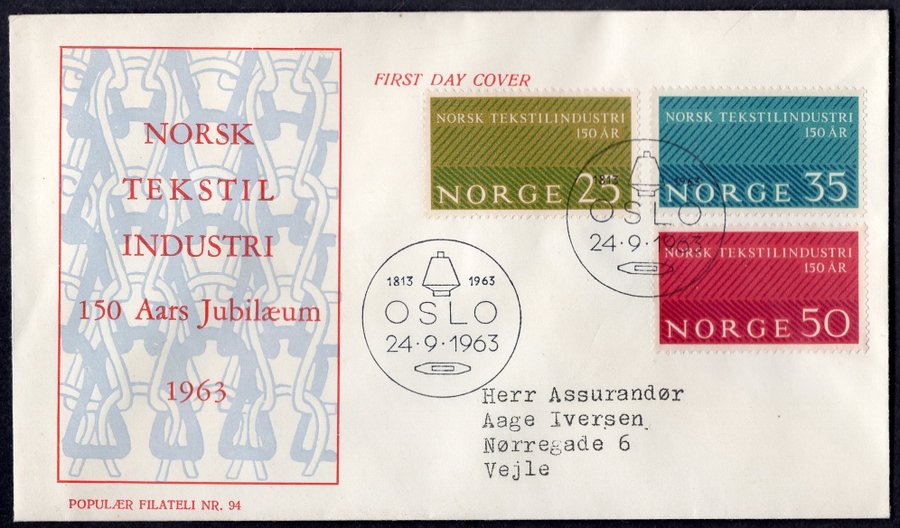 NORSK
TEKSTIL
INDUSTRI
150 Aars Jubilæum
1963
POPULÆR FILATELI NR. 94
FIRST DAY COVER
NORSK TEKSTILINDUSTRI
150 ÅR
NORGE 25
NORSK TEKSTILINDUSTRI
150 ÅR
NORGE 35
1813 1963
OSLO
24·9·1963
NORSK TEKSTILINDUSTRI
150 ÅR
NORGE 50
1813 1963
OSLO
24·9·1963
Herr Assurandør
Aage Iversen
Nørregade 6
Vejle